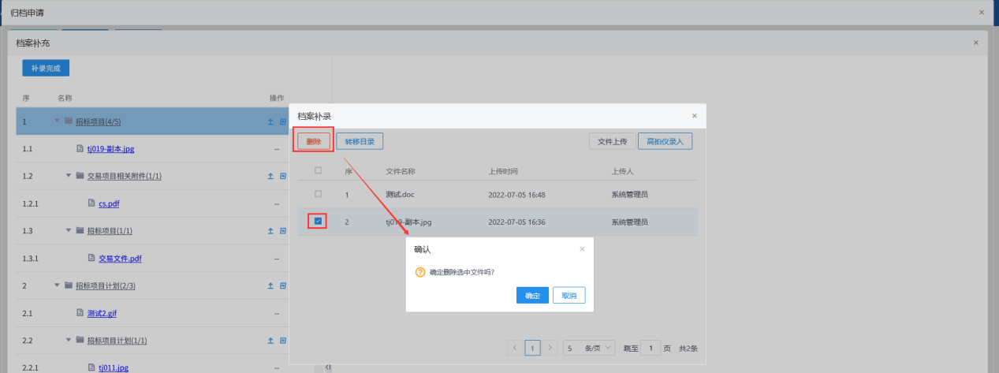 归档申请
档案补充
补录完成
序 名称 操作
1 招标项目(4/5)
1.1 tj019-副本.jpg --
1.2 交易项目相关附件(1/1)
1.2.1 cs.pdf --
1.3 招标项目(1/1)
1.3.1 交易文件.pdf --
2 招标项目计划(2/3)
2.1 测试2.gif --
2.2 招标项目计划(1/1)
2.2.1 tj011.jpg --
档案补录
删除 转移目录 文件上传 高拍仪录入
序 文件名称 上传时间 上传人
1 测试.doc 2022-07-05 16:48 系统管理员
2 tj019-副本.jpg 2022-07-05 16:36 系统管理员
确认
确定删除选中文件吗?
确定 取消
1 5 条/页 跳至 1 页 共2条